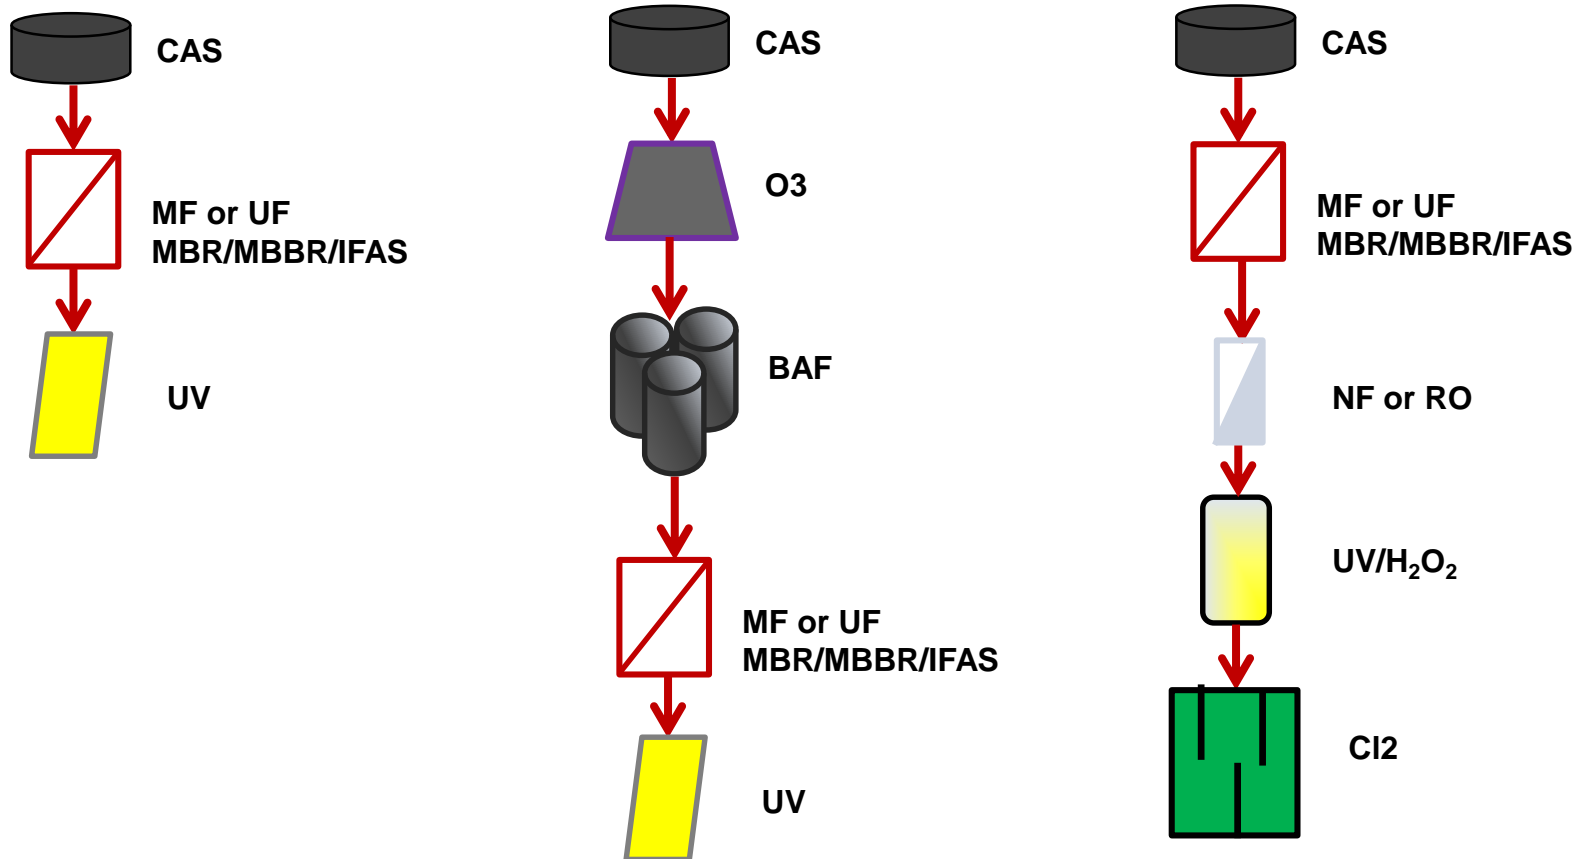 CAS
MF or UF
MBR/MBBR/IFAS
UV
CAS
O3
BAF
MF or UF
MBR/MBBR/IFAS
UV
CAS
MF or UF
MBR/MBBR/IFAS
NF or RO
UV/H₂O₂
Cl2